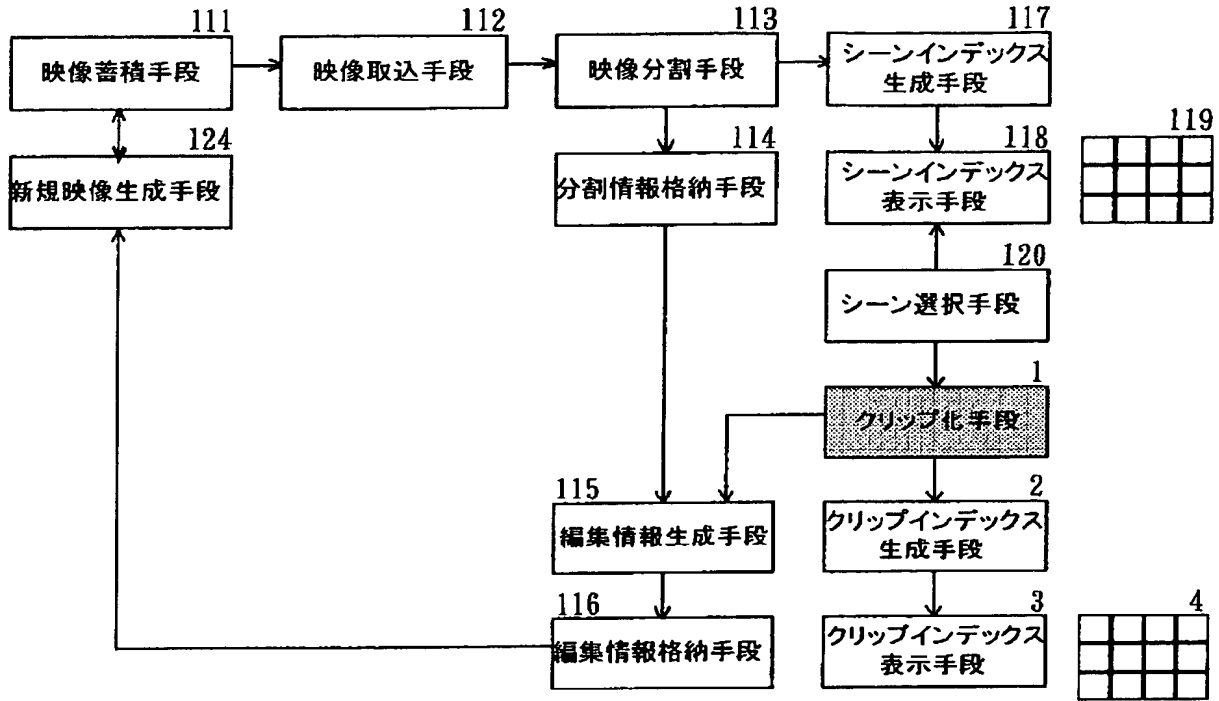 111
映像蓄積手段
112
映像取込手段
113
映像分割手段
117
シーンインデックス
生成手段
124
新規映像生成手段
114
分割情報格納手段
118
シーンインデックス
表示手段
119
120
シーン選択手段
1
クリップ化手段
115
編集情報生成手段
2
クリップインデックス
生成手段
116
編集情報格納手段
3
クリップインデックス
表示手段
4